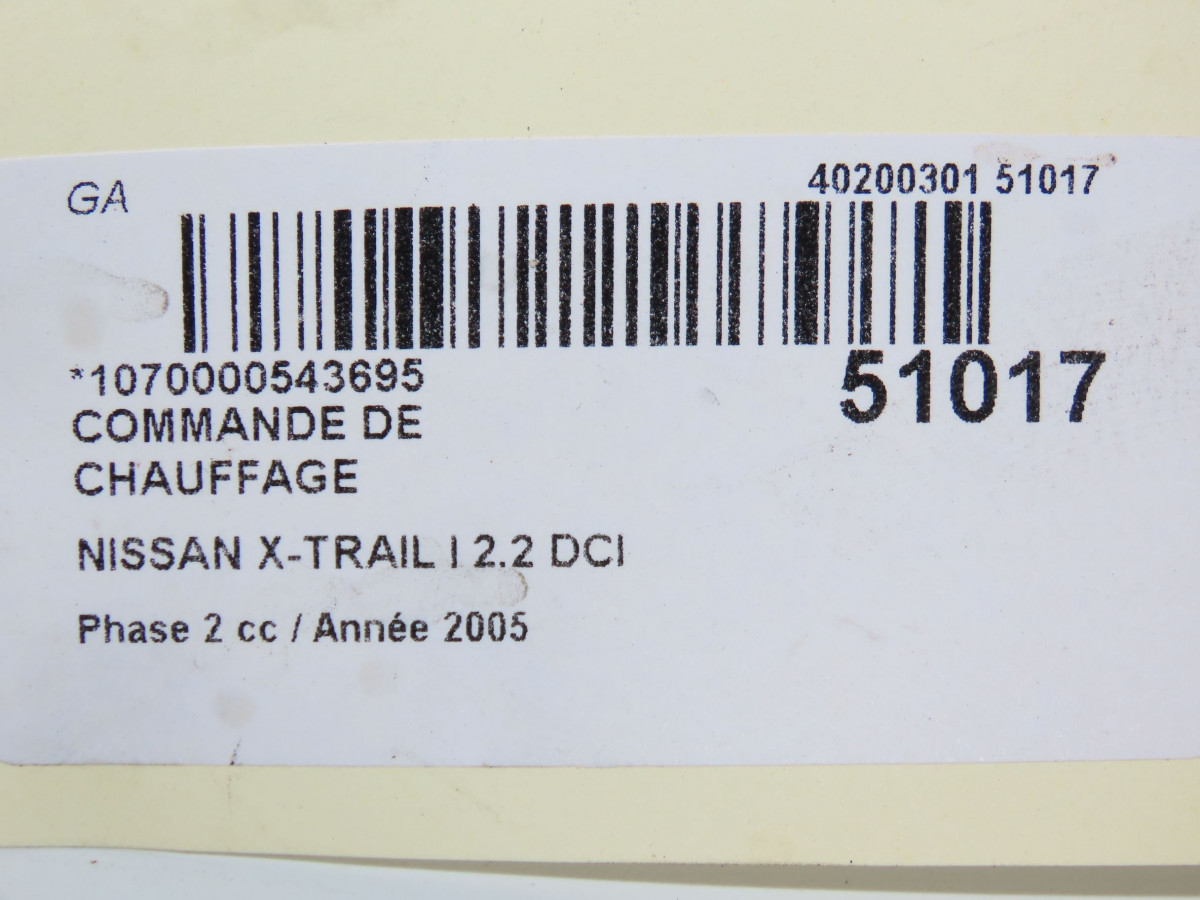 GA
40200301 51017
*1070000543695
51017
COMMANDE DE
CHAUFFAGE
NISSAN X-TRAIL I 2.2 DCI
Phase 2 cc / Année 2005